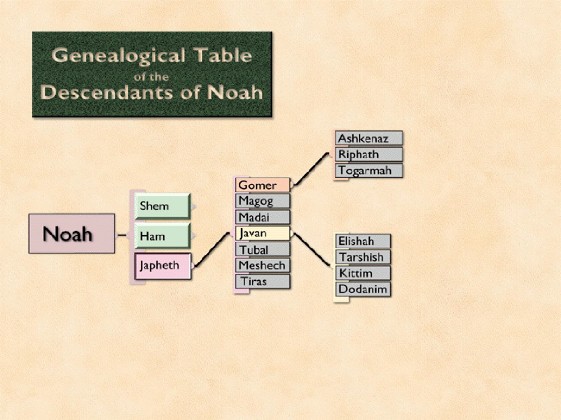 Genealogical Table
of the
Descendants of Noah
Noah
Shem
Ham
Japheth
Gomer
Magog
Madai
Javan
Tubal
Meshech
Tiras
Ashkenaz
Riphath
Togarmah
Elishah
Tarshish
Kittim
Dodanim